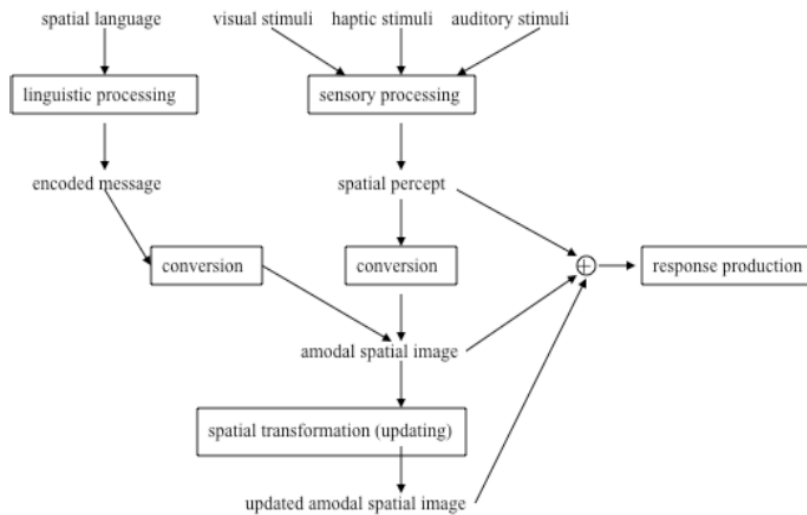 spatial language
visual stimuli haptic stimuli auditory stimuli
linguistic processing
sensory processing
encoded message
spatial percept
conversion
conversion
response production
amodal spatial image
spatial transformation (updating)
updated amodal spatial image